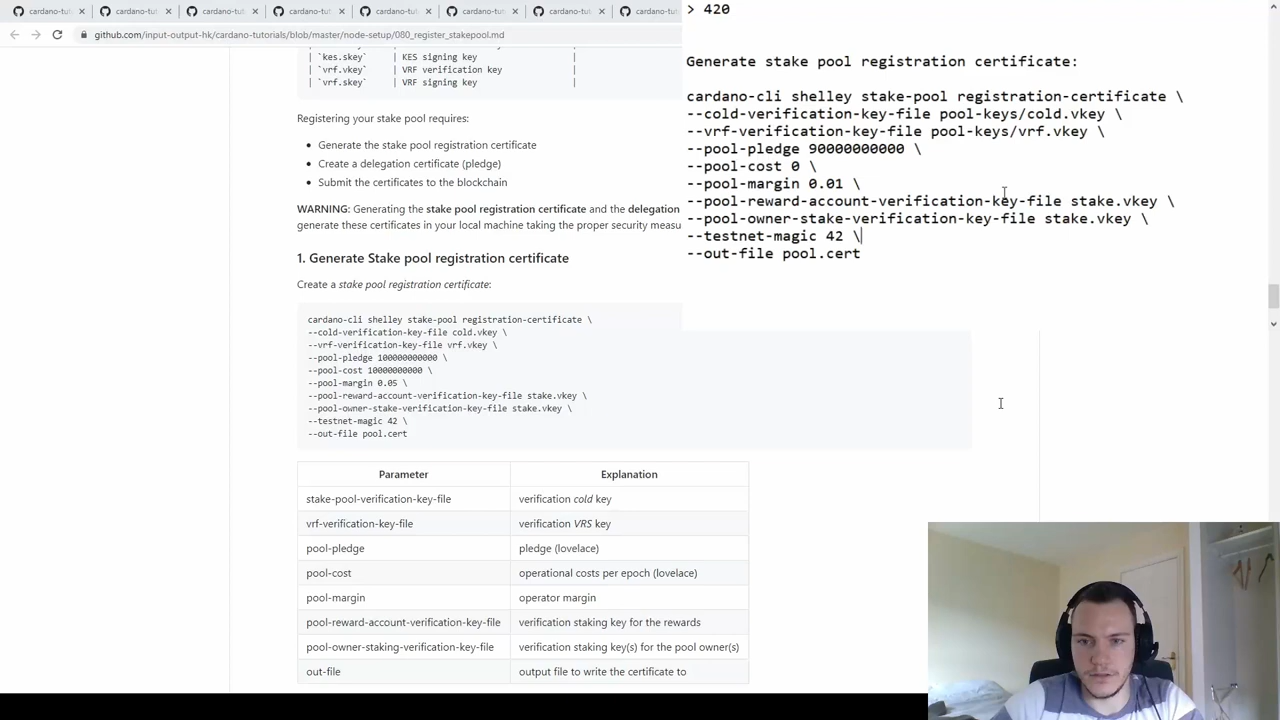 cardano-tuto
cardano-tutor
cardano-tutor
cardano-tutor
cardano-tutor
cardano-tutor
cardano-tutor
cardano-tuto
github.com/input-output-hk/cardano-tutorials/blob/master/node-setup/080_register_stakepool.md
| `kes.skey` | KES signing key |
| `vrf.vkey` | VRF verification key |
| `vrf.skey` | VRF signing key |
Registering your stake pool requires:
• Generate the stake pool registration certificate
• Create a delegation certificate (pledge)
• Submit the certificates to the blockchain
WARNING: Generating the stake pool registration certificate and the delegation
generate these certificates in your local machine taking the proper security measu
1. Generate Stake pool registration certificate
Create a stake pool registration certificate:
cardano-cli shelley stake-pool registration-certificate \
--cold-verification-key-file cold.vkey \
--vrf-verification-key-file vrf.vkey \
--pool-pledge 100000000000 \
--pool-cost 10000000000 \
--pool-margin 0.05 \
--pool-reward-account-verification-key-file stake.vkey \
--pool-owner-stake-verification-key-file stake.vkey \
--testnet-magic 42 \
--out-file pool.cert
Parameter Explanation
stake-pool-verification-key-file verification cold key
vrf-verification-key-file verification VRS key
pool-pledge pledge (lovelace)
pool-cost operational costs per epoch (lovelace)
pool-margin operator margin
pool-reward-account-verification-key-file verification staking key for the rewards
pool-owner-staking-verification-key-file verification staking key(s) for the pool owner(s)
out-file output file to write the certificate to
> 420
Generate stake pool registration certificate:
cardano-cli shelley stake-pool registration-certificate \
--cold-verification-key-file pool-keys/cold.vkey \
--vrf-verification-key-file pool-keys/vrf.vkey \
--pool-pledge 90000000000 \
--pool-cost 0 \
--pool-margin 0.01 \
--pool-reward-account-verification-key-file stake.vkey \
--pool-owner-stake-verification-key-file stake.vkey \
--testnet-magic 42 \
--out-file pool.cert